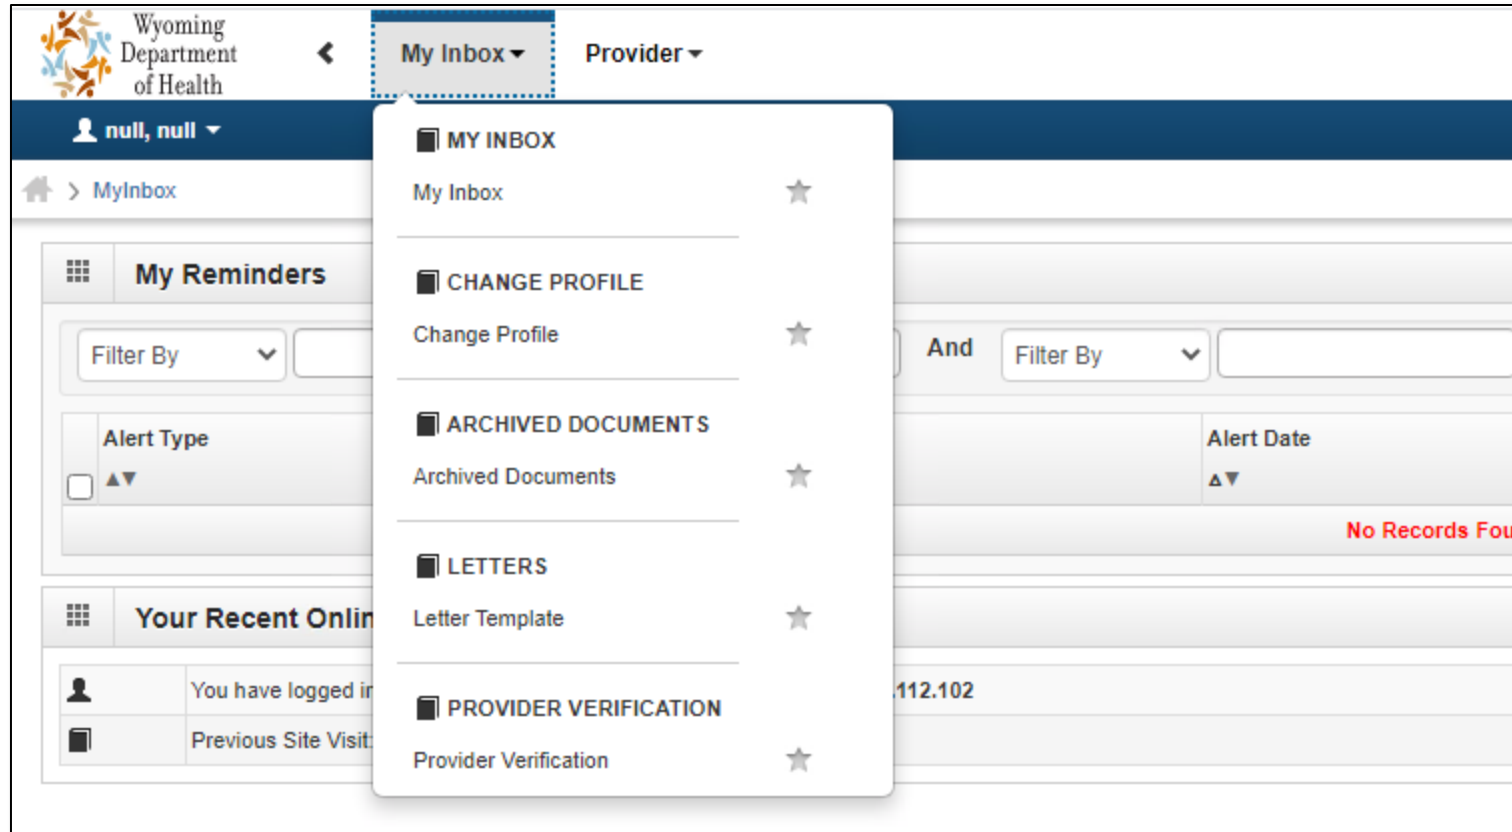 Wyoming
Department
of Health
My Inbox
Provider
null, null
MyInbox
MY INBOX
My Inbox
CHANGE PROFILE
Change Profile
ARCHIVED DOCUMENTS
Archived Documents
LETTERS
Letter Template
PROVIDER VERIFICATION
Provider Verification
My Reminders
Filter By
And
Filter By
Alert Type
Alert Date
No Records Fou
Your Recent Onlin
You have logged in
.112.102
Previous Site Visit: